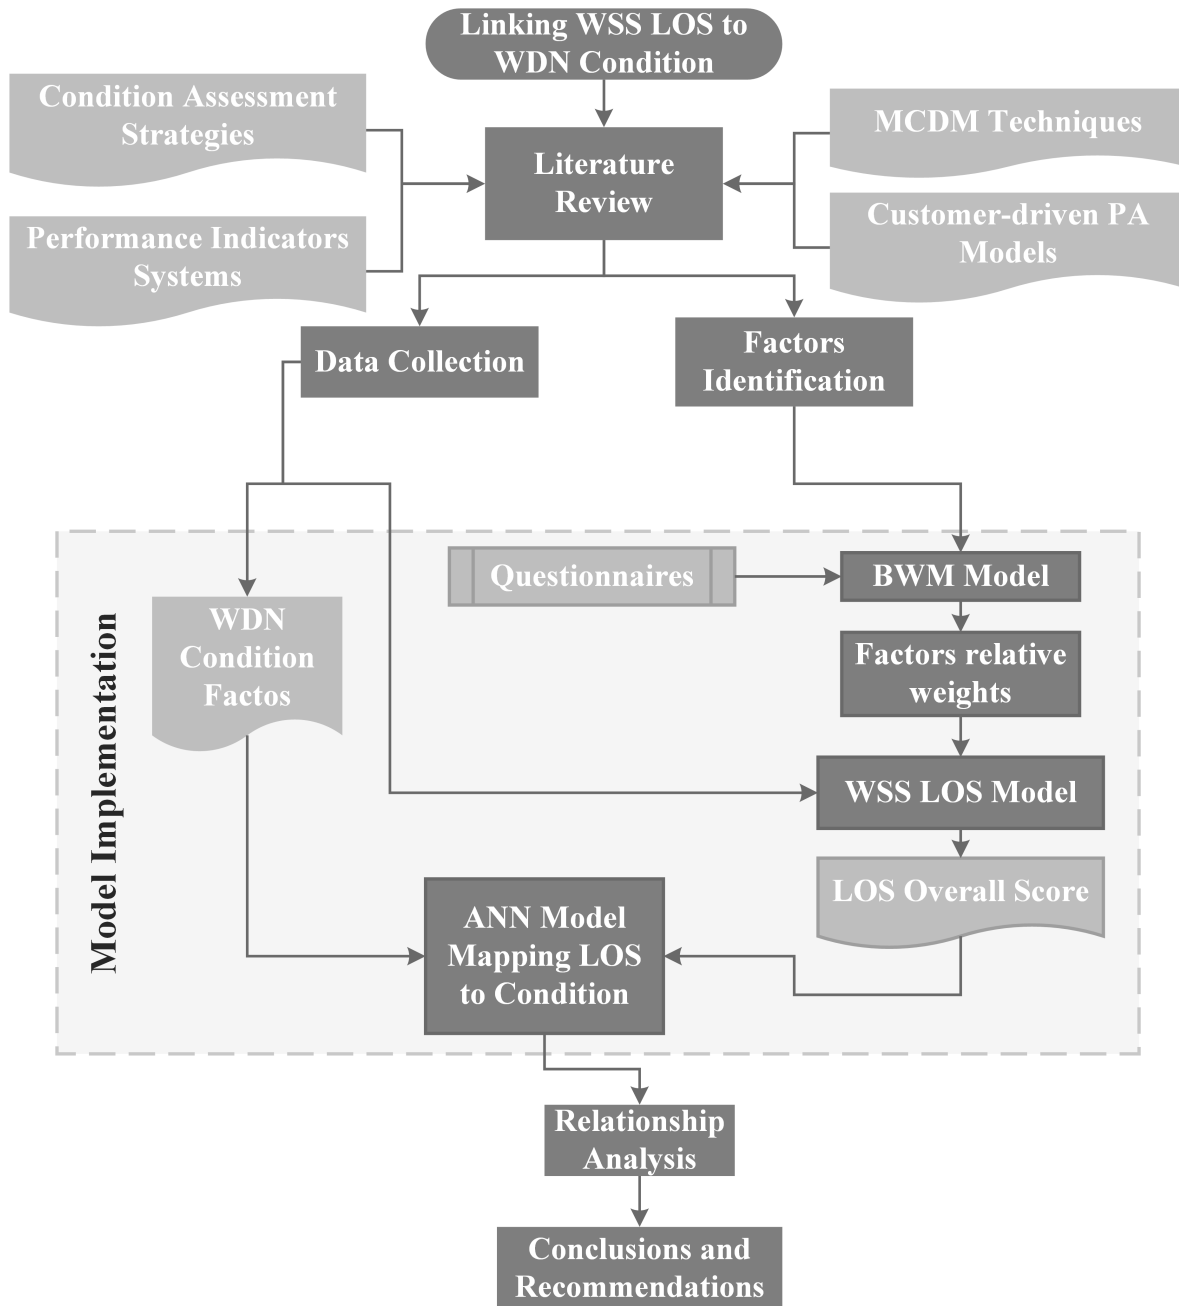 Linking WSS LOS to
WDN Condition
Condition Assessment
Strategies
MCDM Techniques
Literature
Review
Performance Indicators
Systems
Customer-driven PA
Models
Data Collection
Factors
Identification
Model Implementation
Questionnaires
BWM Model
WDN
Condition
Factos
Factors relative
weights
WSS LOS Model
LOS Overall Score
ANN Model
Mapping LOS
to Condition
Relationship
Analysis
Conclusions and
Recommendations